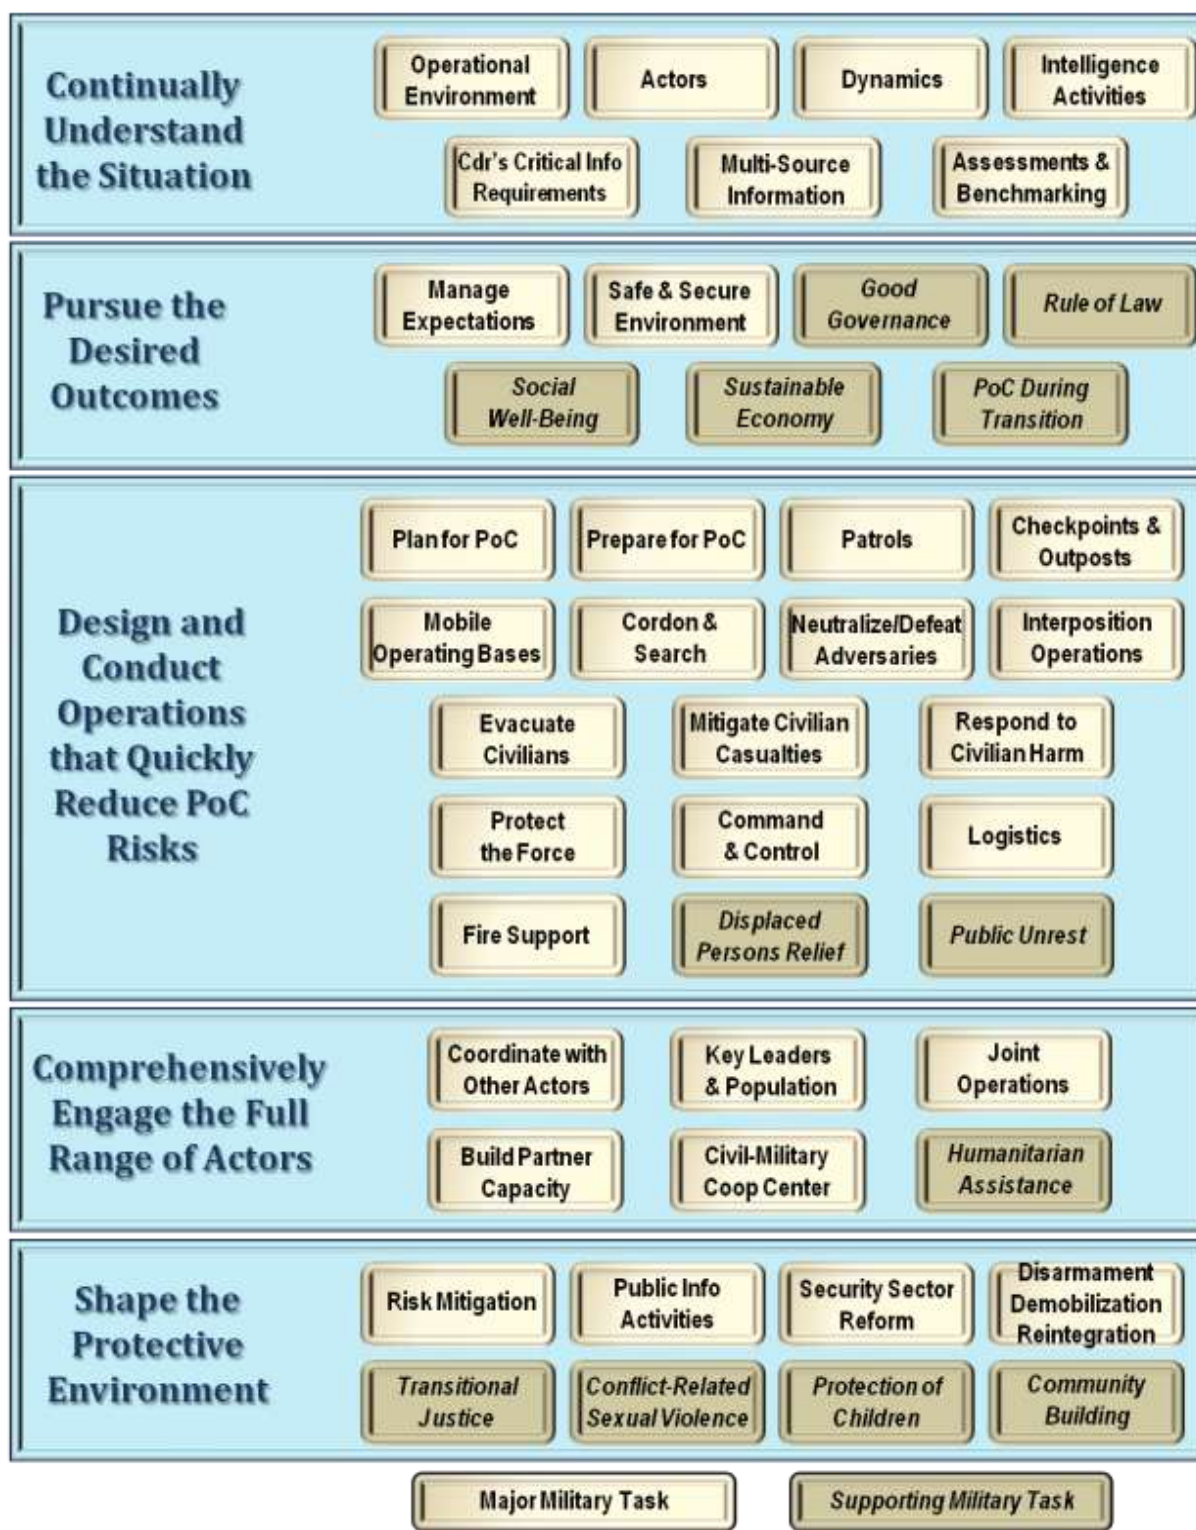 Continually
Understand
the Situation
Operational
Environment
Actors
Dynamics
Intelligence
Activities
Cdr's Critical Info
Requirements
Multi-Source
Information
Assessments &
Benchmarking
Pursue the
Desired
Outcomes
Manage
Expectations
Safe & Secure
Environment
Good
Governance
Rule of Law
Social
Well-Being
Sustainable
Economy
PoC During
Transition
Design and
Conduct
Operations
that Quickly
Reduce PoC
Risks
Plan for PoC
Prepare for PoC
Patrols
Checkpoints &
Outposts
Mobile
Operating Bases
Cordon &
Search
Neutralize/Defeat
Adversaries
Interposition
Operations
Evacuate
Civilians
Mitigate Civilian
Casualties
Respond to
Civilian Harm
Protect
the Force
Command
& Control
Logistics
Fire Support
Displaced
Persons Relief
Public Unrest
Comprehensively
Engage the Full
Range of Actors
Coordinate with
Other Actors
Key Leaders
& Population
Joint
Operations
Build Partner
Capacity
Civil-Military
Coop Center
Humanitarian
Assistance
Shape the
Protective
Environment
Risk Mitigation
Public Info
Activities
Security Sector
Reform
Disarmament
Demobilization
Reintegration
Transitional
Justice
Conflict-Related
Sexual Violence
Protection of
Children
Community
Building
Major Military Task
Supporting Military Task